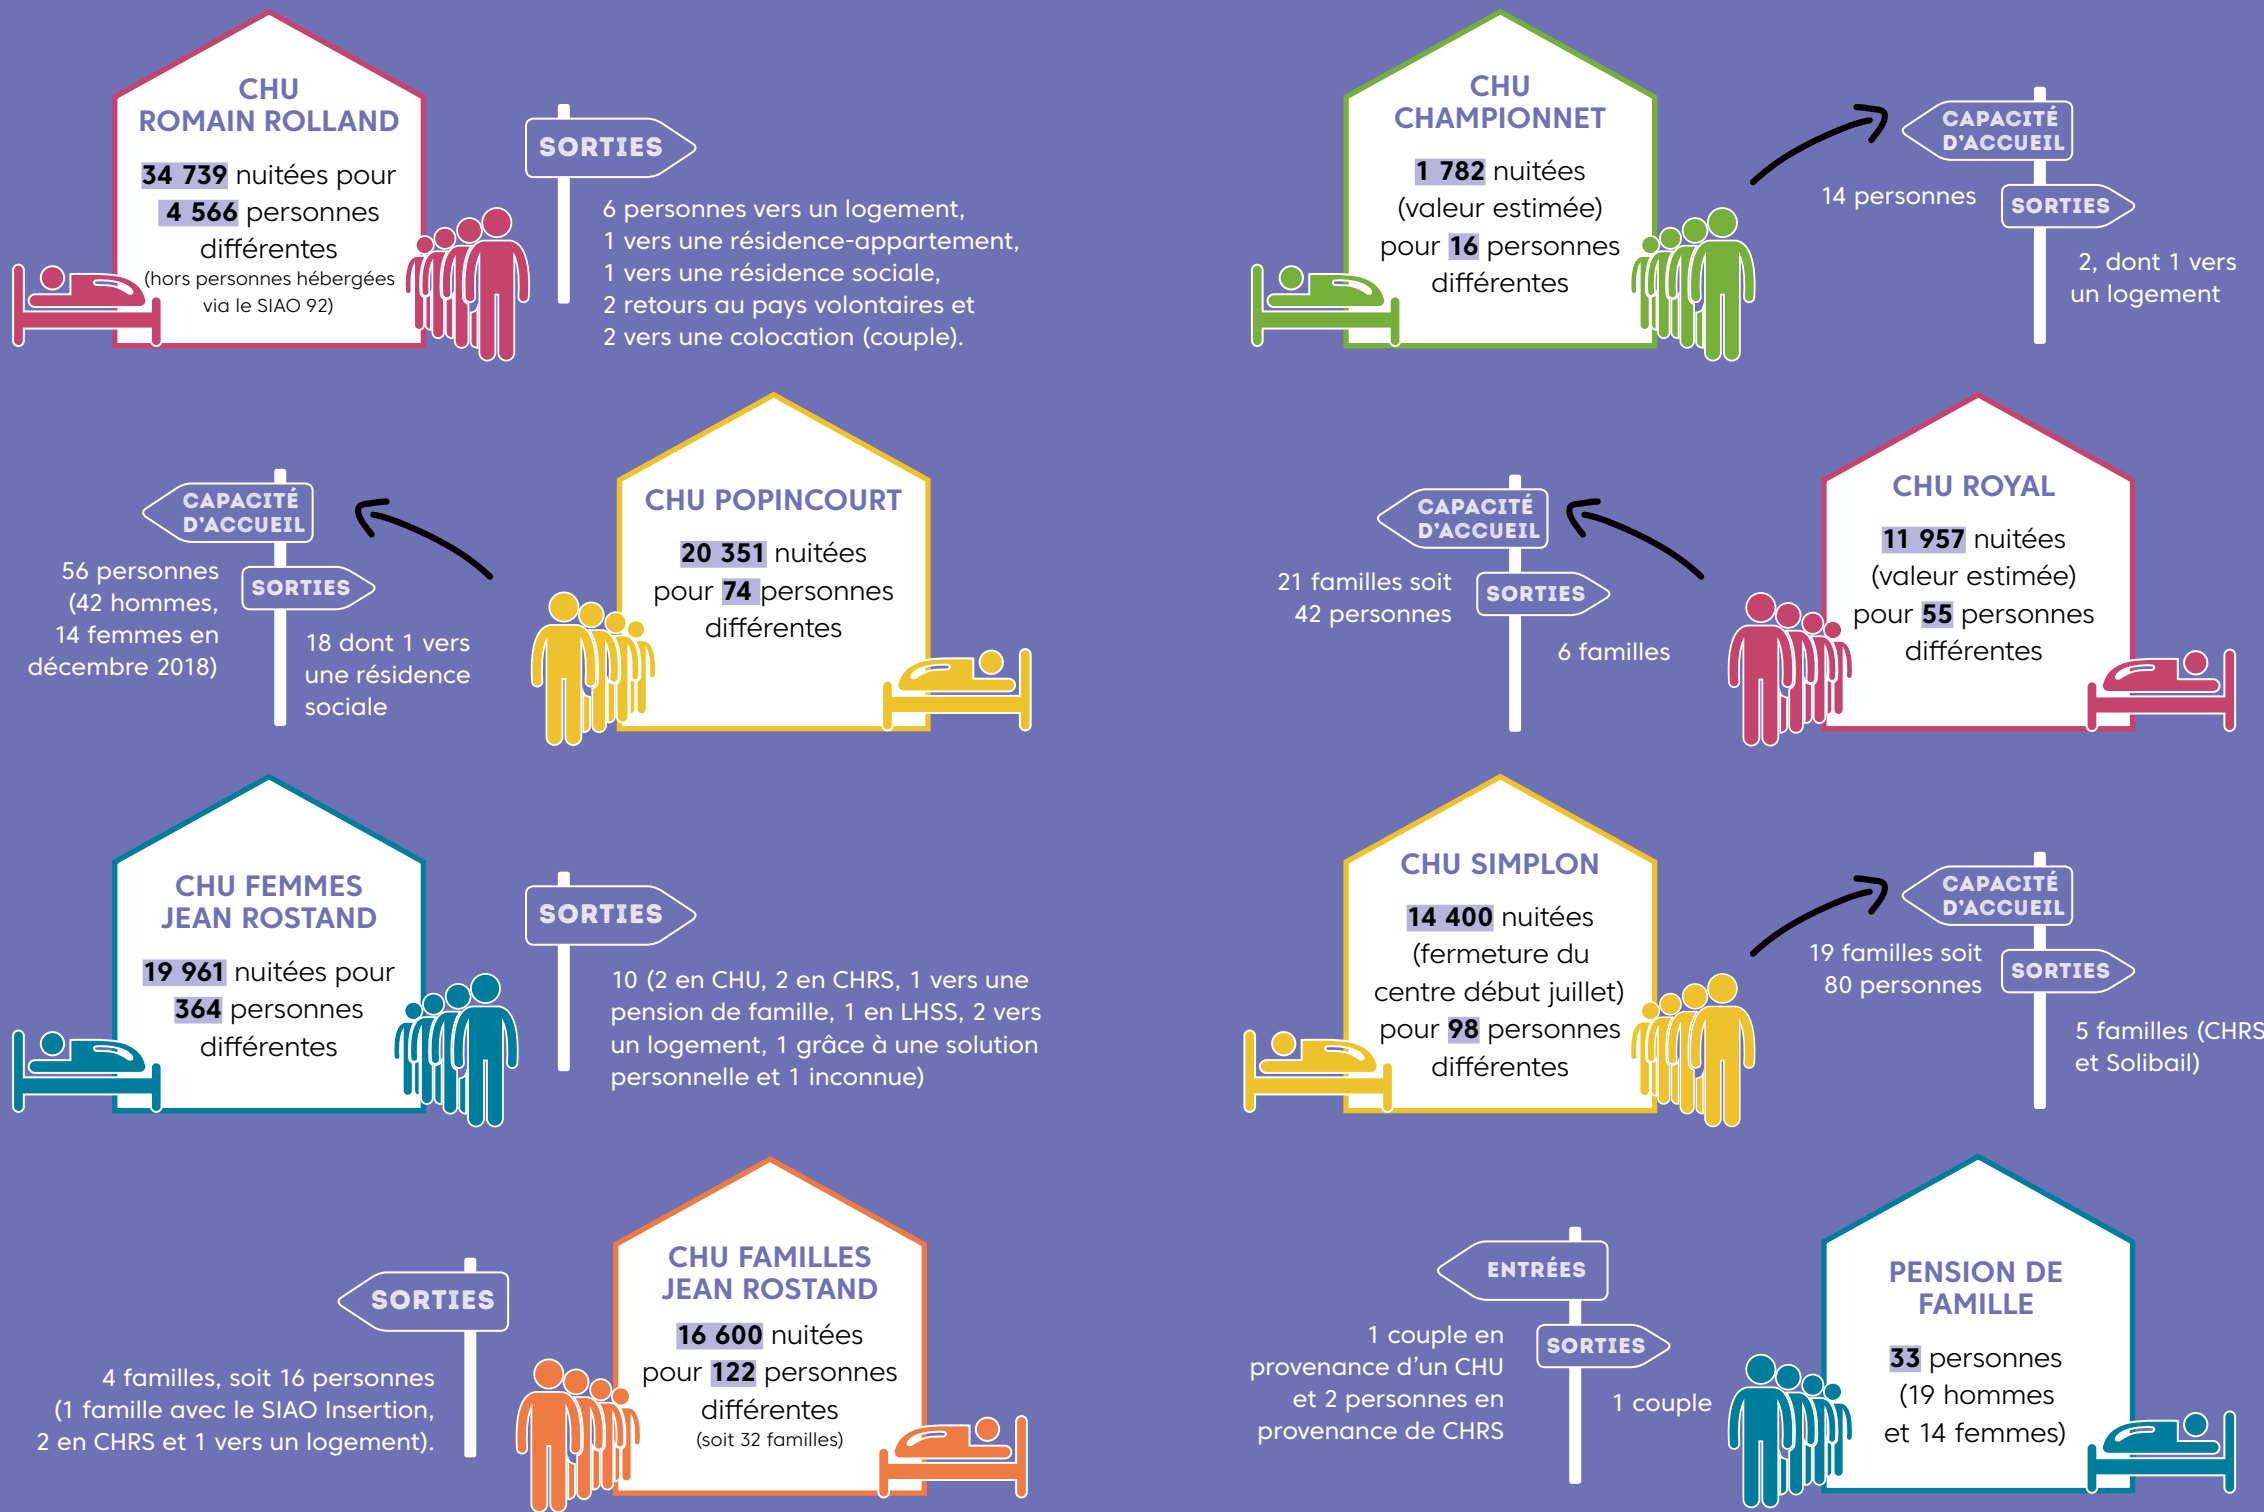 CHU
ROMAIN ROLLAND
34 739 nuitées pour
4 566 personnes
différentes
(hors personnes hébergées
via le SIAO 92)
SORTIES
6 personnes vers un logement,
1 vers une résidence-appartement,
1 vers une résidence sociale,
2 retours au pays volontaires et
2 vers une colocation (couple).
CHU
CHAMPIONNET
1 782 nuitées
(valeur estimée)
pour 16 personnes
différentes
CAPACITÉ
D'ACCUEIL
14 personnes
SORTIES
2, dont 1 vers
un logement
CAPACITÉ
D'ACCUEIL
56 personnes
(42 hommes,
14 femmes en
décembre 2018)
SORTIES
18 dont 1 vers
une résidence
sociale
CHU POPINCOURT
20 351 nuitées
pour 74 personnes
différentes
CAPACITÉ
D'ACCUEIL
21 familles soit
42 personnes
SORTIES
6 familles
CHU ROYAL
11 957 nuitées
(valeur estimée)
pour 55 personnes
différentes
CHU FEMMES
JEAN ROSTAND
19 961 nuitées pour
364 personnes
différentes
SORTIES
10 (2 en CHU, 2 en CHRS, 1 vers une
pension de famille, 1 en LHSS, 2 vers
un logement, 1 grâce à une solution
personnelle et 1 inconnue)
CHU SIMPLON
14 400 nuitées
(fermeture du
centre début juillet)
pour 98 personnes
différentes
CAPACITÉ
D'ACCUEIL
19 familles soit
80 personnes
SORTIES
5 familles (CHRS
et Solibail)
SORTIES
4 familles, soit 16 personnes
(1 famille avec le SIAO Insertion,
2 en CHRS et 1 vers un logement).
CHU FAMILLES
JEAN ROSTAND
16 600 nuitées
pour 122 personnes
différentes
(soit 32 familles)
ENTRÉES
1 couple en
provenance d'un CHU
et 2 personnes en
provenance de CHRS
SORTIES
1 couple
PENSION DE
FAMILLE
33 personnes
(19 hommes
et 14 femmes)